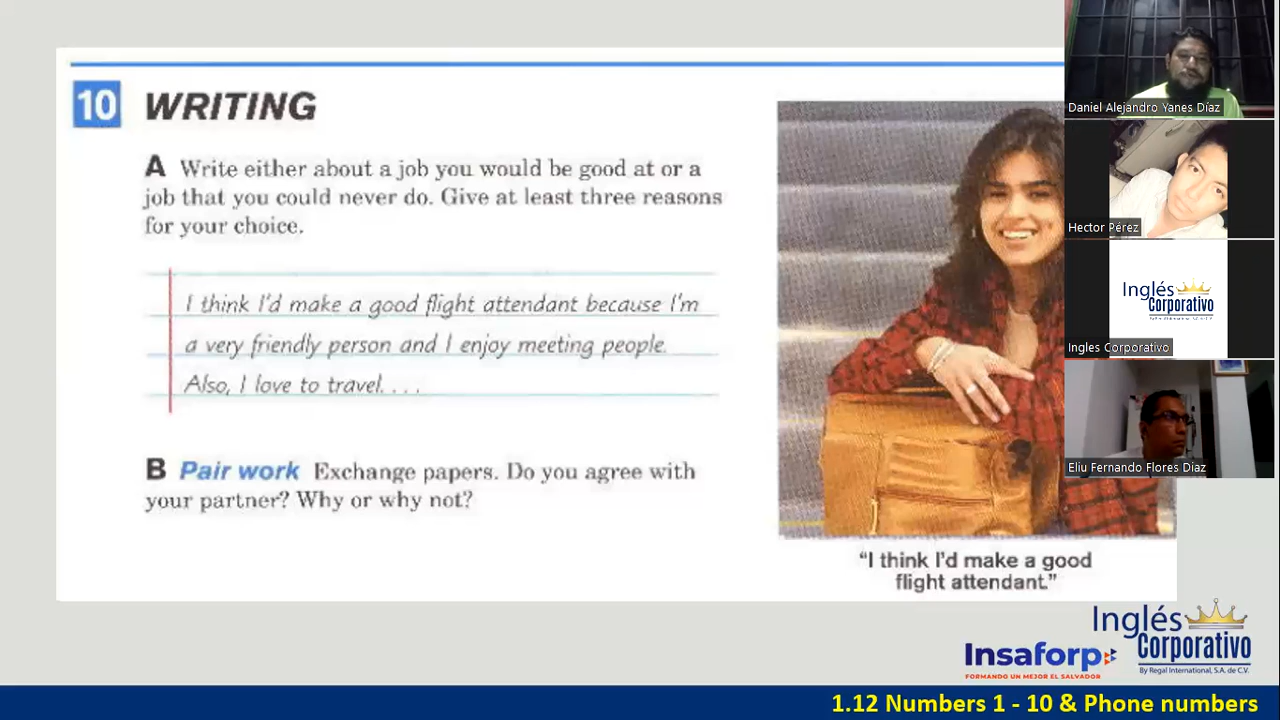 10 WRITING
A Write either about a job you would be good at or a
job that you could never do. Give at least three reasons
for your choice.
I think I'd make a good flight attendant because I'm
a very friendly person and I enjoy meeting people.
Also, I love to travel. . . .
B Pair work Exchange papers. Do you agree with
your partner? Why or why not?
"I think I'd make a good
flight attendant."
Daniel Alejandro Yanes Díaz
Hector Pérez
Inglés
Corporativo
Ingles Corporativo
Eliu Fernando Flores Diaz
Insaforp
FORMANDO UN MEJOR EL SALVADOR
Inglés
Corporativo
By Regal International, S.A. de C.V.
1.12 Numbers 1 - 10 & Phone numbers